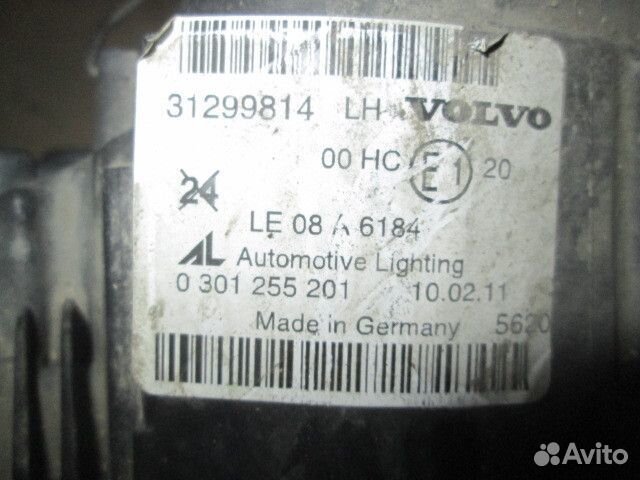 31299814 LH VOLVO
00 HC E1 20
24
LE 08 A 6184
AL Automotive Lighting
0 301 255 201 10.02.11
Made in Germany 5620
Avito